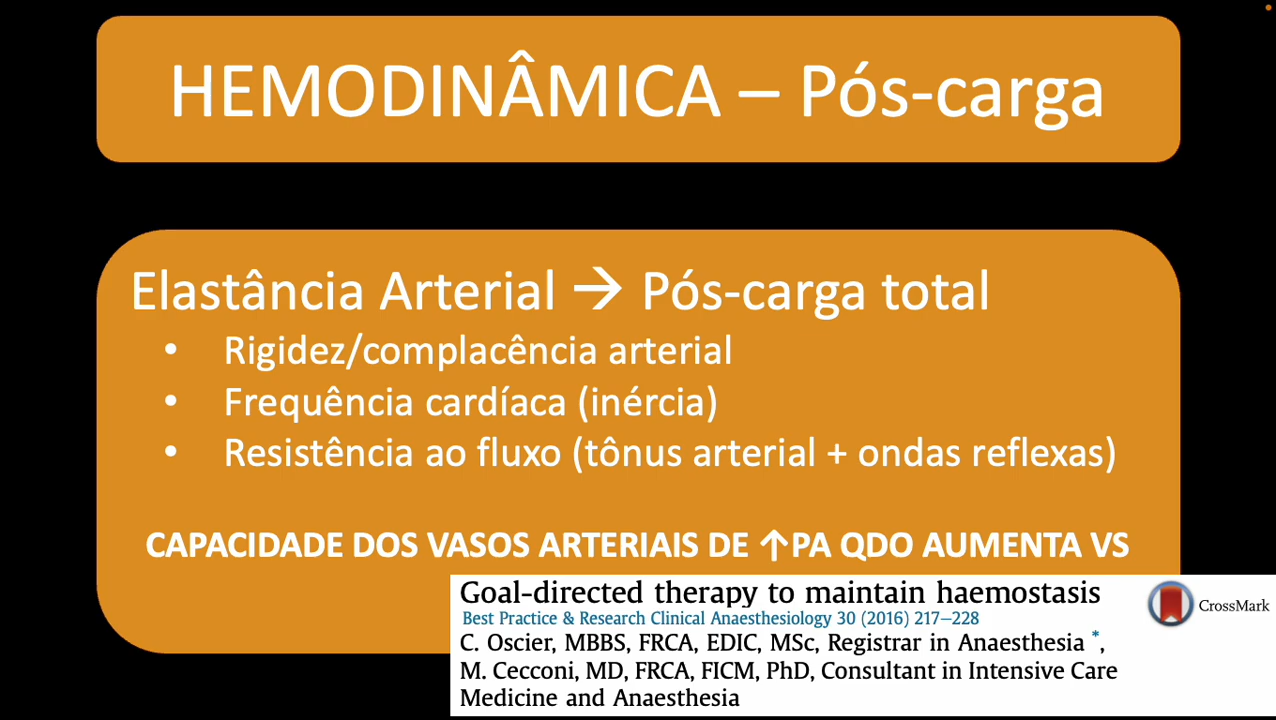 HEMODINÂMICA – Pós-carga
Elastância Arterial → Pós-carga total
• Rigidez/complacência arterial
• Frequência cardíaca (inércia)
• Resistência ao fluxo (tônus arterial + ondas reflexas)
CAPACIDADE DOS VASOS ARTERIAIS DE ↑PA QDO AUMENTA VS
Goal-directed therapy to maintain haemostasis
Best Practice & Research Clinical Anaesthesiology 30 (2016) 217–228
CrossMark
C. Oscier, MBBS, FRCA, EDIC, MSc, Registrar in Anaesthesia *,
M. Cecconi, MD, FRCA, FICM, PhD, Consultant in Intensive Care
Medicine and Anaesthesia